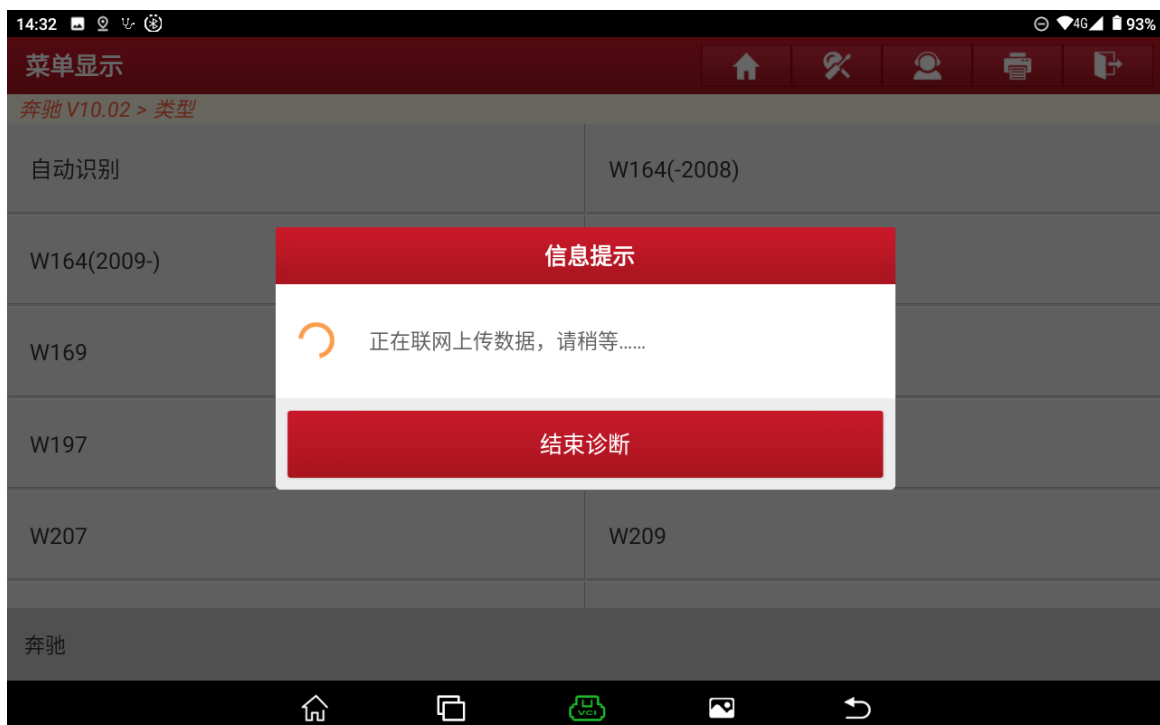 14:32 4G 93%
菜单显示
奔驰 V10.02 > 类型
自动识别 W164(-2008)
W164(2009-)
信息提示
正在联网上传数据，请稍等......
W169
W197
结束诊断
W207 W209
奔驰
VCI